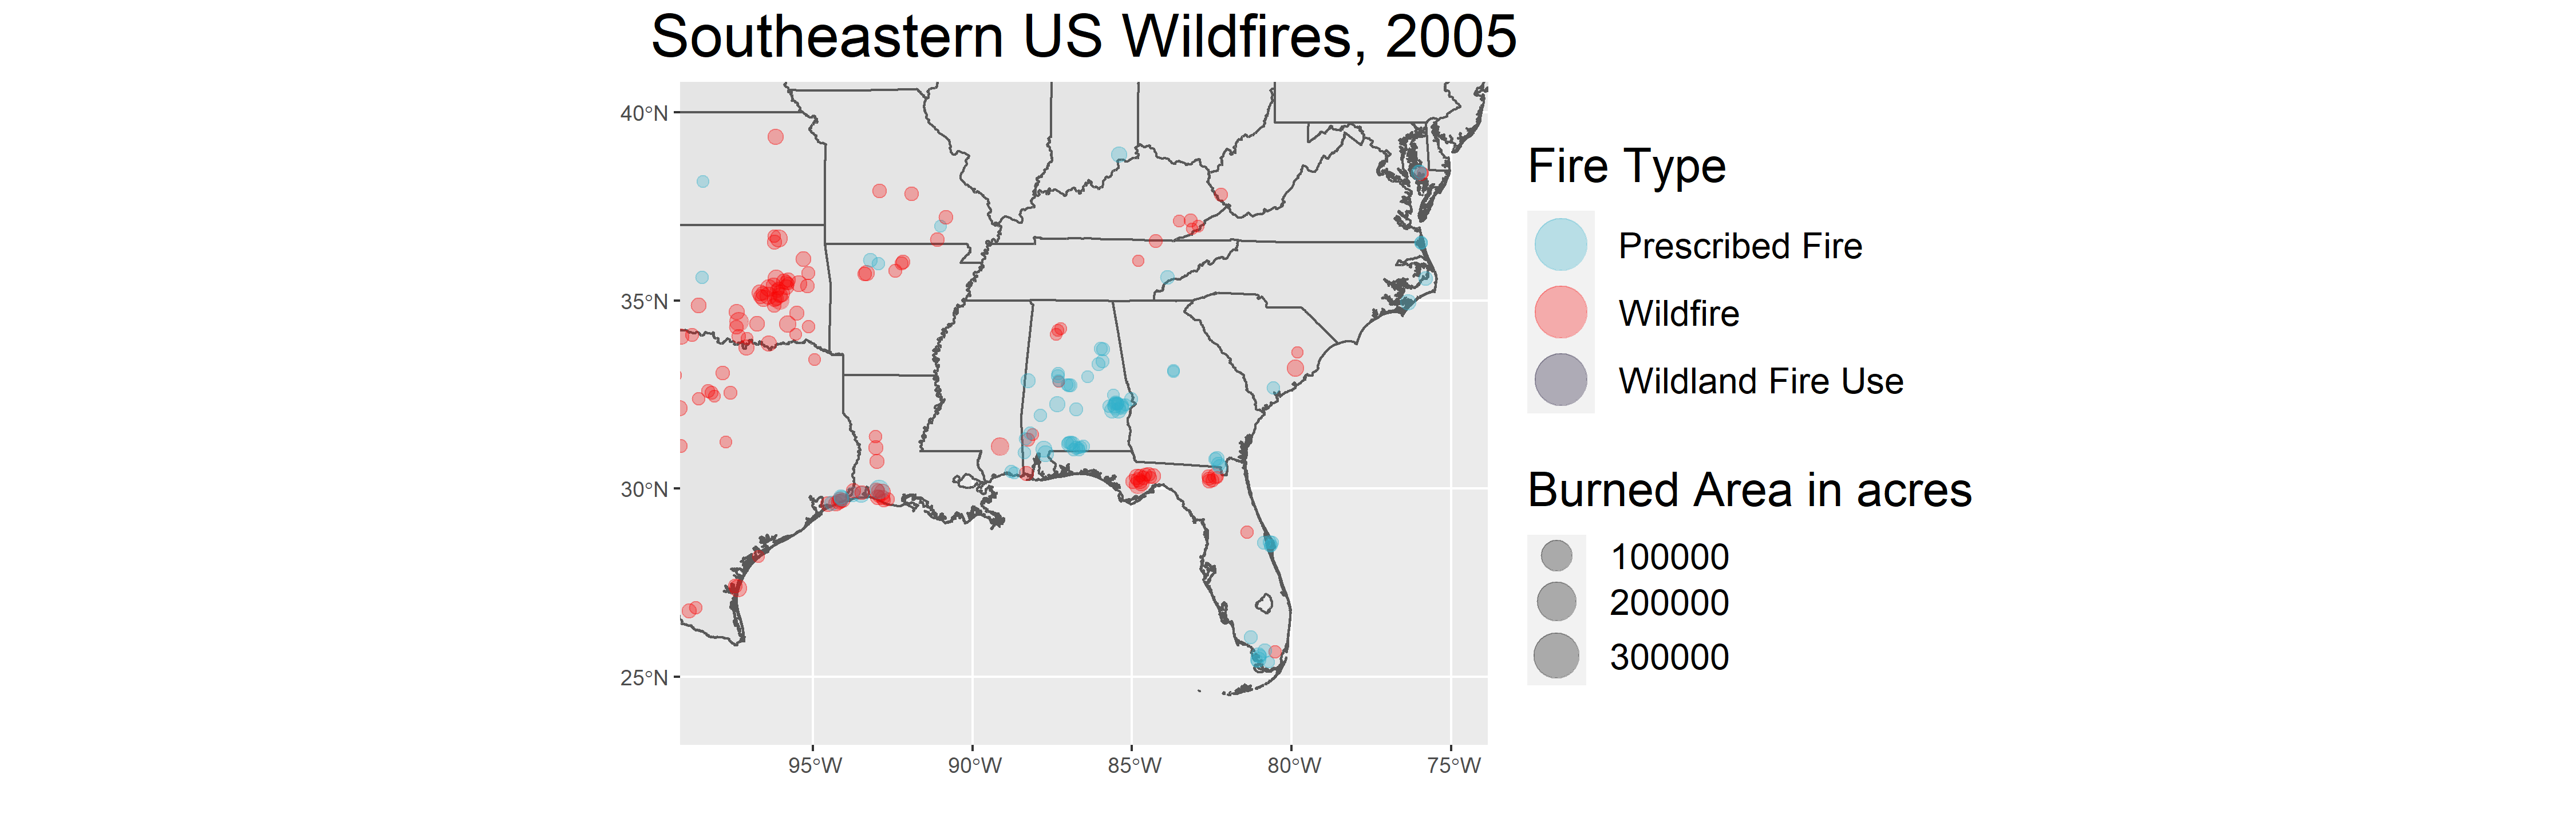 Southeastern US Wildfires, 2005
40°N
35°N
30°N
25°N
95°W
90°W
85°W
80°W
75°W
Fire Type
Prescribed Fire
Wildfire
Wildland Fire Use
Burned Area in acres
100000
200000
300000